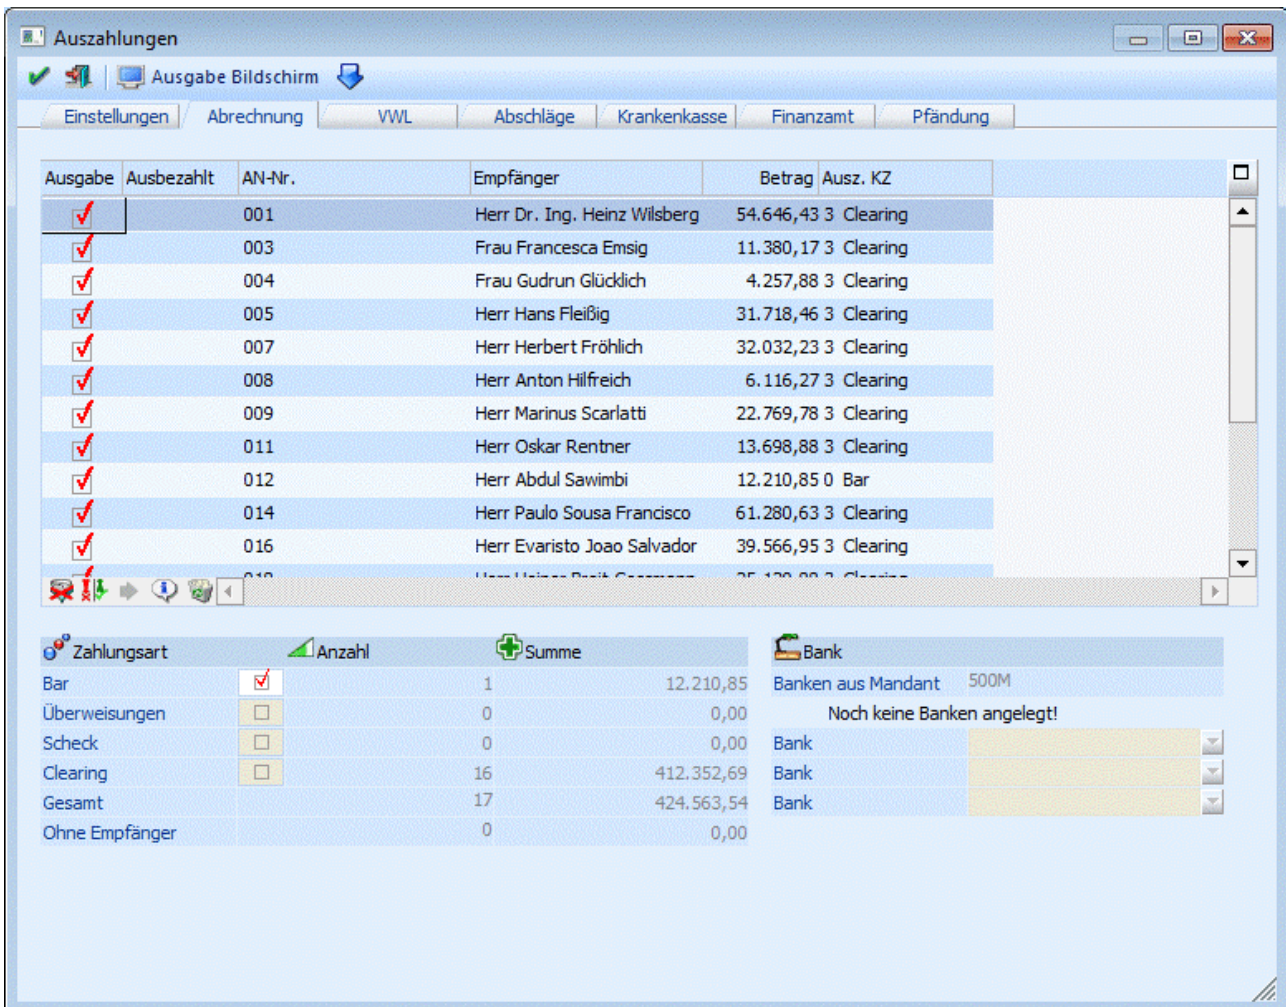 Auszahlungen
Ausgabe Bildschirm
Einstellungen Abrechnung VWL Abschläge Krankenkasse Finanzamt Pfändung
Ausgabe Ausbezahlt AN-Nr. Empfänger Betrag Ausz. KZ
001 Herr Dr. Ing. Heinz Wilsberg 54.646,43 3 Clearing
003 Frau Francesca Emsig 11.380,17 3 Clearing
004 Frau Gudrun Glücklich 4.257,88 3 Clearing
005 Herr Hans Fleißig 31.718,46 3 Clearing
007 Herr Herbert Fröhlich 32.032,23 3 Clearing
008 Herr Anton Hilfreich 6.116,27 3 Clearing
009 Herr Marinus Scarlatti 22.769,78 3 Clearing
011 Herr Oskar Rentner 13.698,88 3 Clearing
012 Herr Abdul Sawimbi 12.210,85 0 Bar
014 Herr Paulo Sousa Francisco 61.280,63 3 Clearing
016 Herr Evaristo Joao Salvador 39.566,95 3 Clearing
Zahlungsart Anzahl Summe Bank
Bar 1 12.210,85 Banken aus Mandant 500M
Überweisungen 0 0,00 Noch keine Banken angelegt!
Scheck 0 0,00 Bank
Clearing 16 412.352,69 Bank
Gesamt 17 424.563,54 Bank
Ohne Empfänger 0 0,00